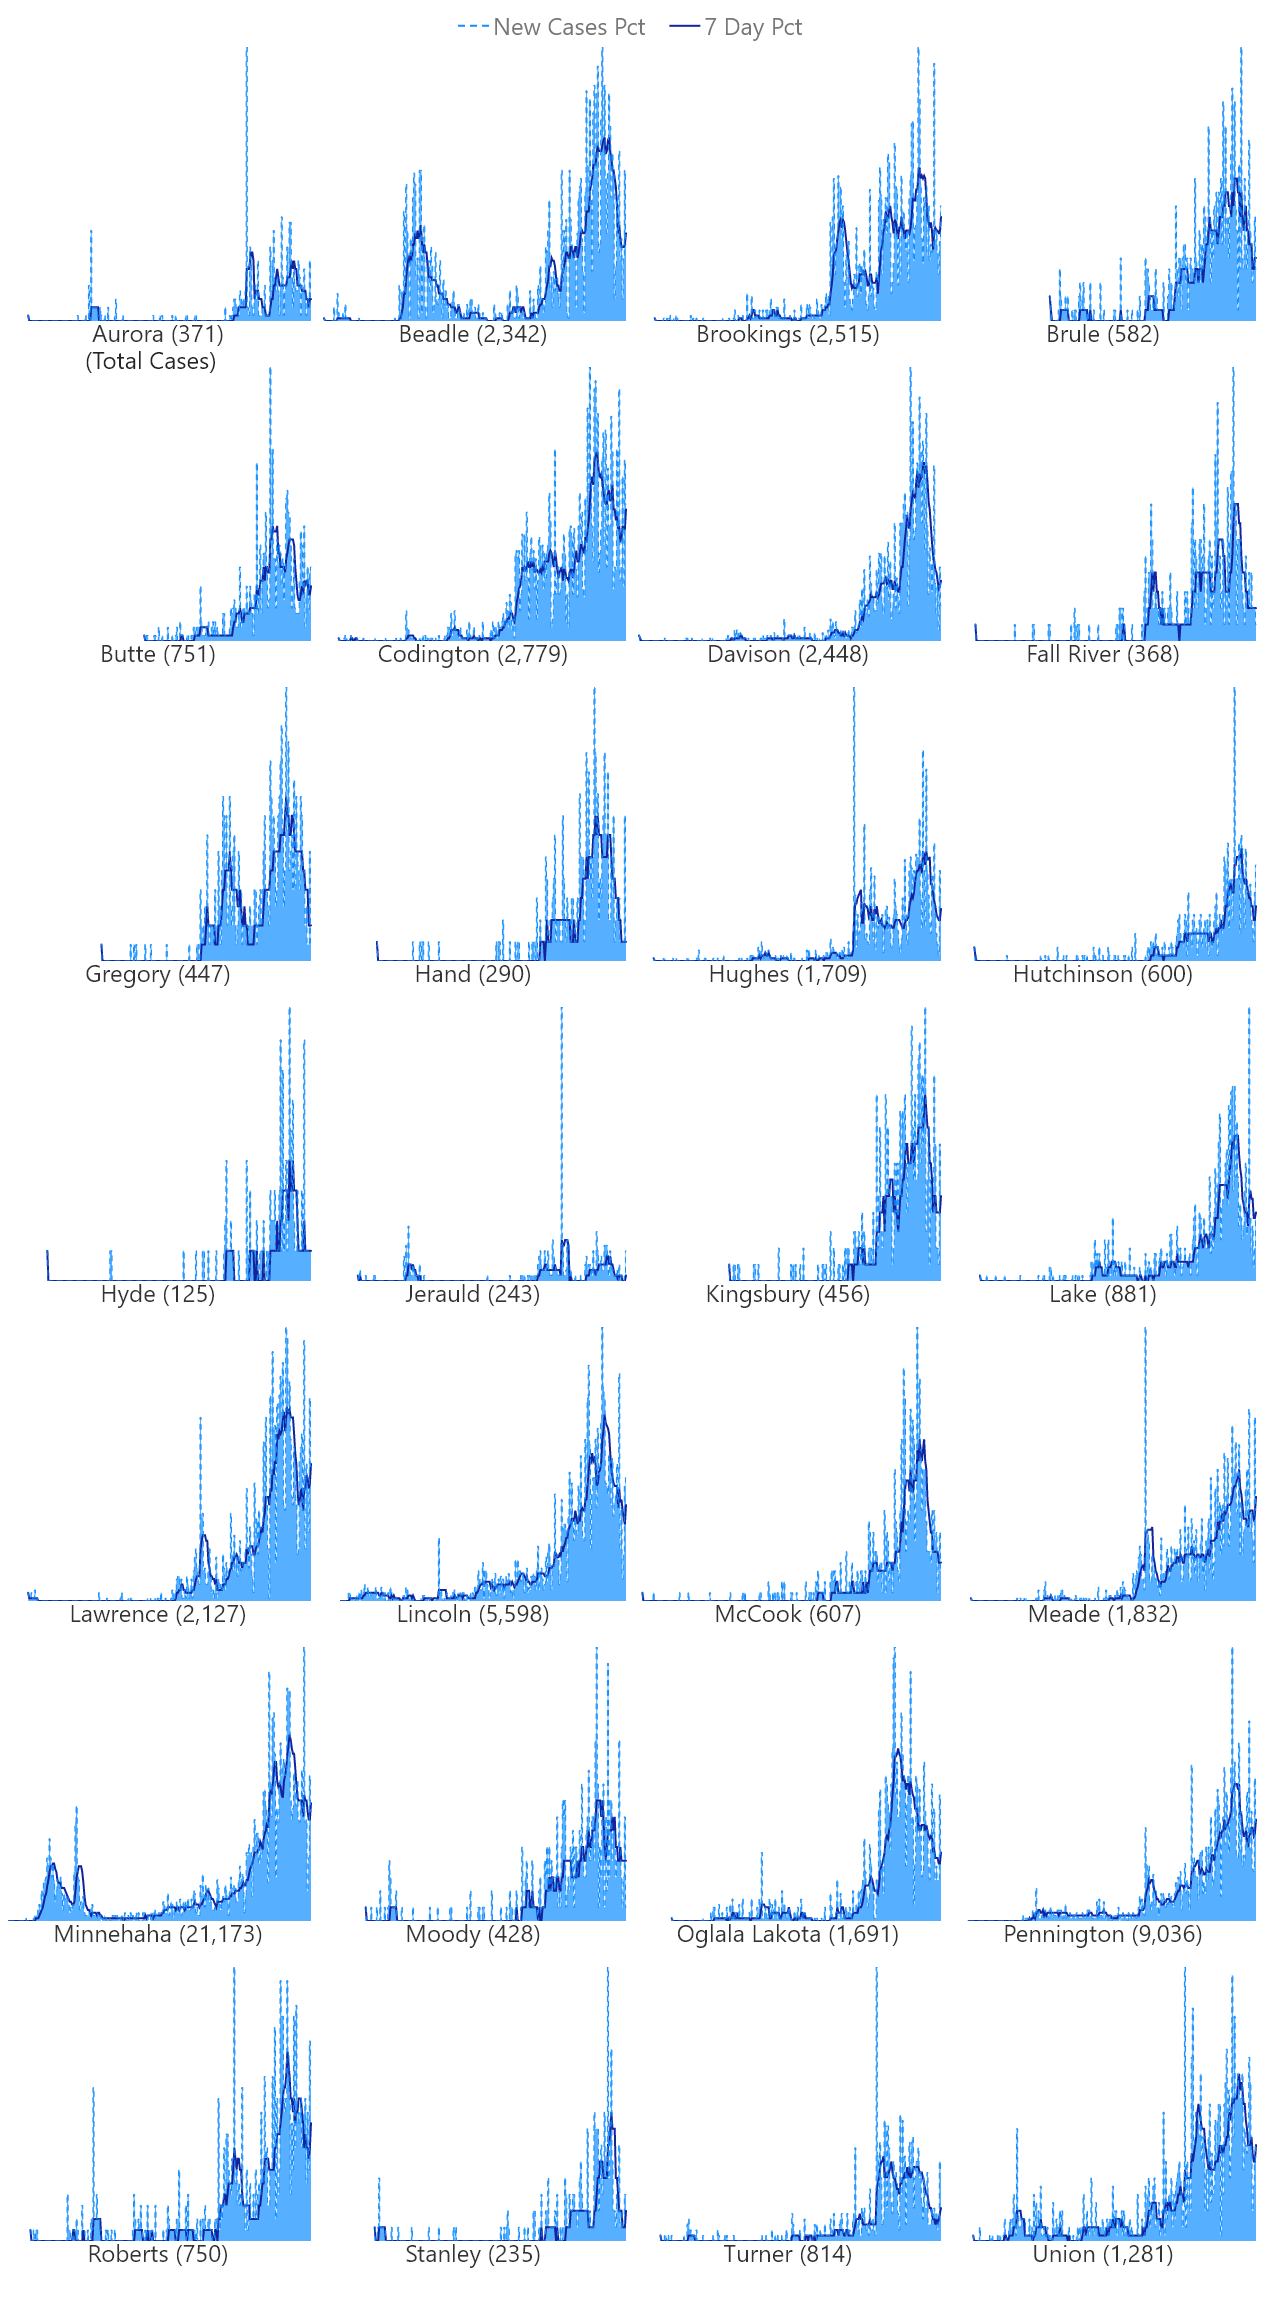 New Cases Pct 7 Day Pct
Aurora (371) Beadle (2,342) Brookings (2,515) Brule (582)
(Total Cases)
Butte (751) Codington (2,779) Davison (2,448) Fall River (368)
Gregory (447) Hand (290) Hughes (1,709) Hutchinson (600)
Hyde (125) Jerauld (243) Kingsbury (456) Lake (881)
Lawrence (2,127) Lincoln (5,598) McCook (607) Meade (1,832)
Minnehaha (21,173) Moody (428) Oglala Lakota (1,691) Pennington (9,036)
Roberts (750) Stanley (235) Turner (814) Union (1,281)